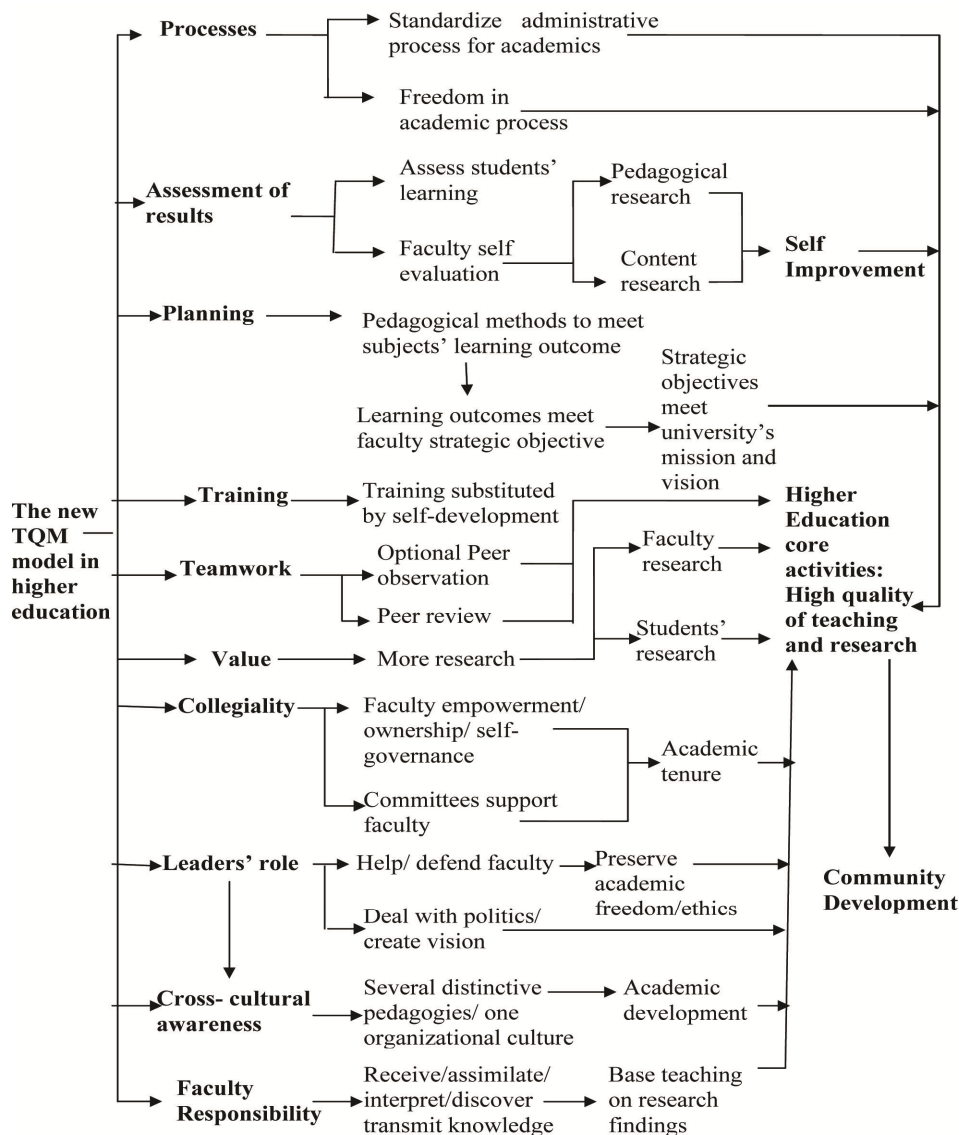 Processes
Standardize administrative
process for academics
Freedom in
academic process
Assessment of
results
Assess students'
learning
Faculty self
evaluation
Pedagogical
research
Content
research
Self
Improvement
Planning
Pedagogical methods to meet
subjects' learning outcome
Learning outcomes meet
faculty strategic objective
Strategic
objectives
meet
university's
mission and
vision
The new
TQM
model in
higher
education
Training
Training substituted
by self-development
Teamwork
Optional Peer
observation
Peer review
Value
More research
Faculty
research
Students'
research
Higher
Education
core
activities:
High quality
of teaching
and research
Collegiality
Faculty empowerment/
ownership/ self-
governance
Committees support
faculty
Academic
tenure
Leaders' role
Help/ defend faculty
Preserve
academic
freedom/ethics
Deal with politics/
create vision
Community
Development
Cross- cultural
awareness
Several distinctive
pedagogies/ one
organizational culture
Academic
development
Faculty
Responsibility
Receive/assimilate/
interpret/discover
transmit knowledge
Base teaching
on research
findings